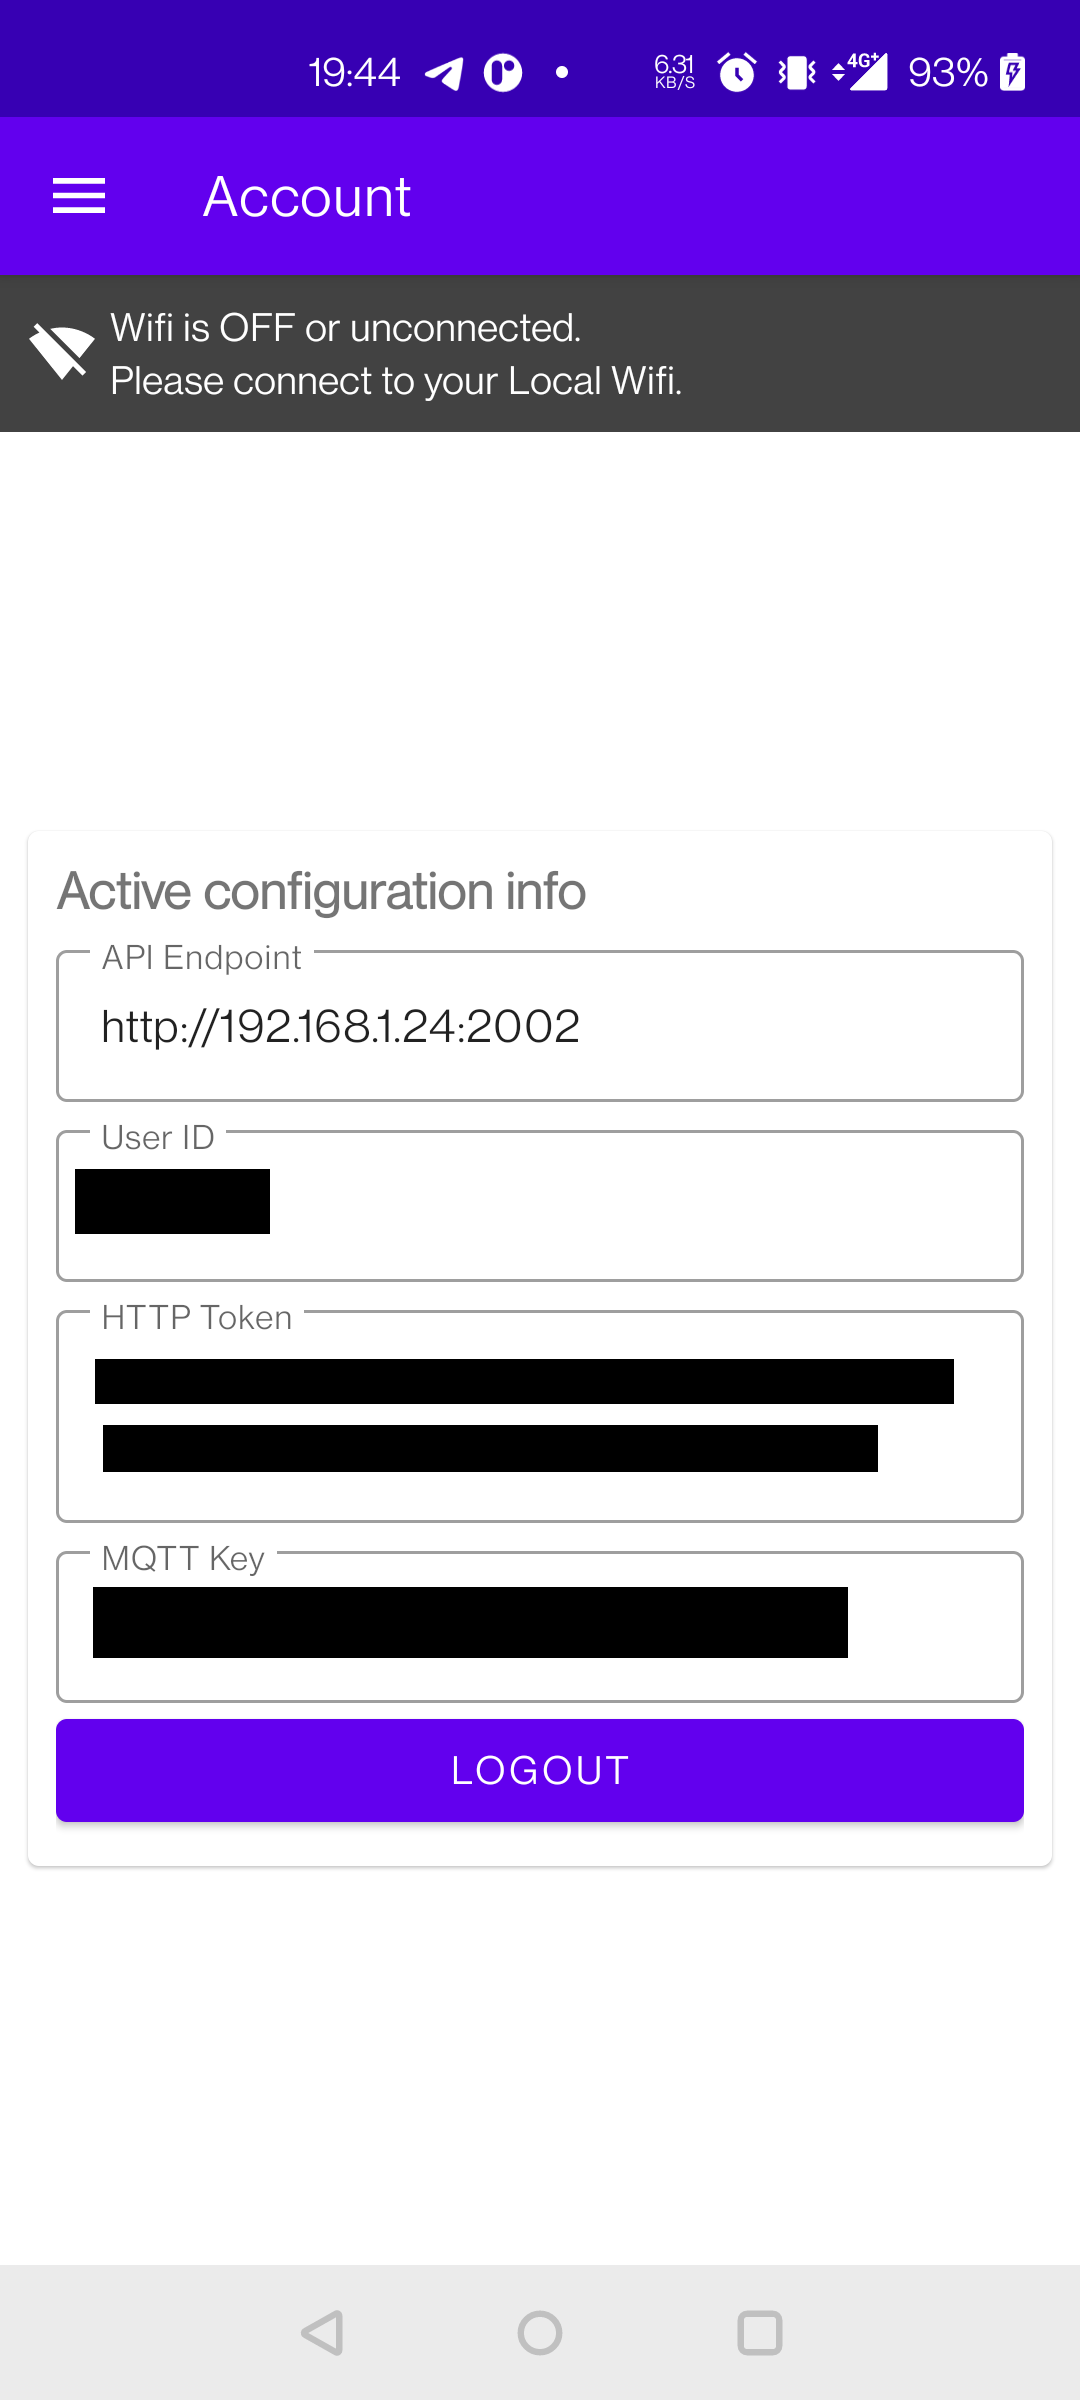 19:44
6.31
KB/S
4G+
93%
Account
Wifi is OFF or unconnected.
Please connect to your Local Wifi.
Active configuration info
API Endpoint
http://192.168.1.24:2002
User ID
HTTP Token
MQTT Key
LOGOUT